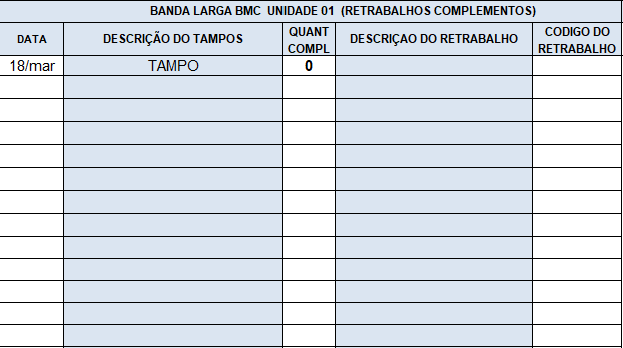 BANDA LARGA BMC UNIDADE 01 (RETRABALHOS COMPLEMENTOS)
DATA DESCRIÇÃO DO TAMPOS QUANT COMPL DESCRIÇAO DO RETRABALHO CODIGO DO RETRABALHO
18/mar TAMPO 0